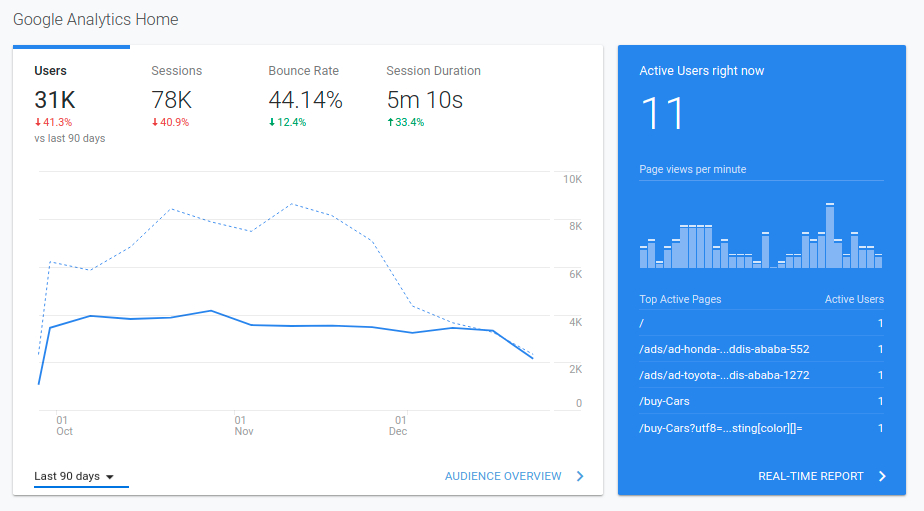 Google Analytics Home
Users
31K
41.3%
vs last 90 days
Sessions
78K
40.9%
Bounce Rate
44.14%
12.4%
Session Duration
5m 10s
33.4%
10K
8K
6K
4K
2K
0
01
Oct
01
Nov
01
Dec
Last 90 days
AUDIENCE OVERVIEW
Active Users right now
11
Page views per minute
Top Active Pages Active Users
/ 1
/ads/ad-honda-...ddis-ababa-552 1
/ads/ad-toyota-...dis-ababa-1272 1
/buy-Cars 1
/buy-Cars?utf8=...sting[color][]= 1
REAL-TIME REPORT